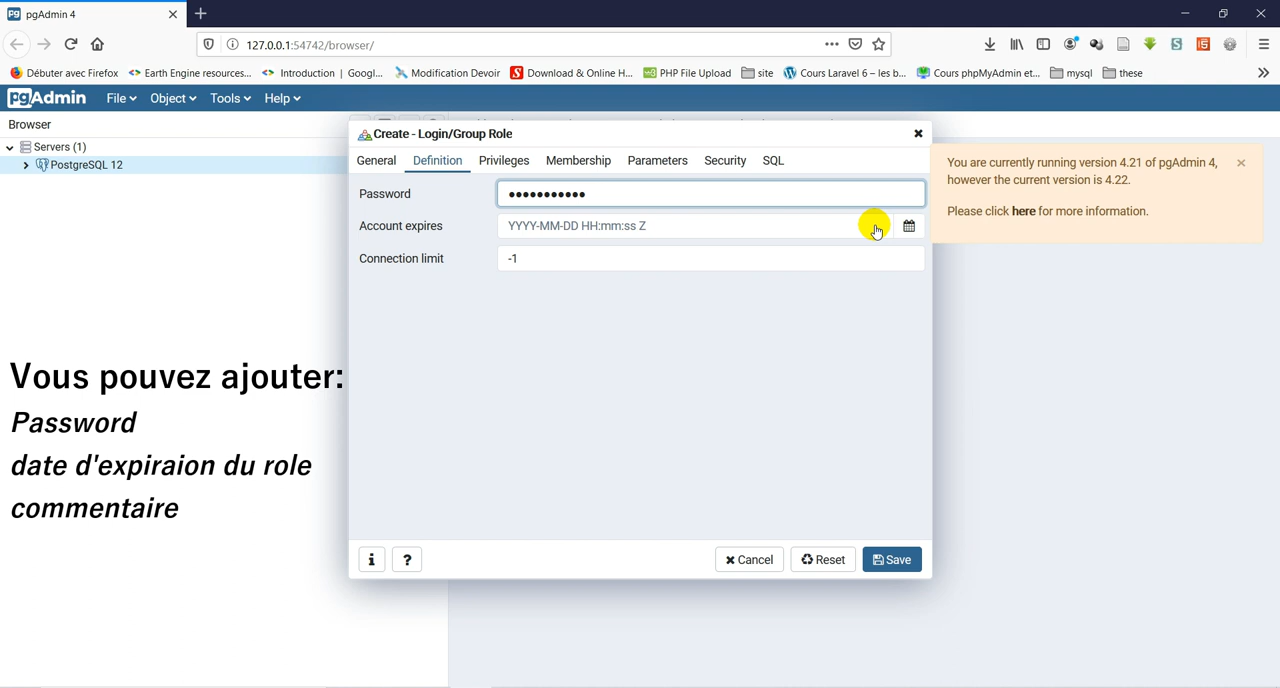 pgAdmin 4
127.0.0.1:54742/browser/
Débuter avec Firefox
Earth Engine resources...
Introduction | Googl...
Modification Devoir
Download & Online H...
PHP File Upload
site
Cours Laravel 6 – les b...
Cours phpMyAdmin et...
mysql
these
pgAdmin
File
Object
Tools
Help
Browser
Servers (1)
PostgreSQL 12
Create - Login/Group Role
General
Definition
Privileges
Membership
Parameters
Security
SQL
Password
Account expires
YYYY-MM-DD HH:mm:ss Z
Connection limit
-1
You are currently running version 4.21 of pgAdmin 4,
however the current version is 4.22.
Please click here for more information.
Vous pouvez ajouter:
Password
date d'expiraion du role
commentaire
i
?
Cancel
Reset
Save